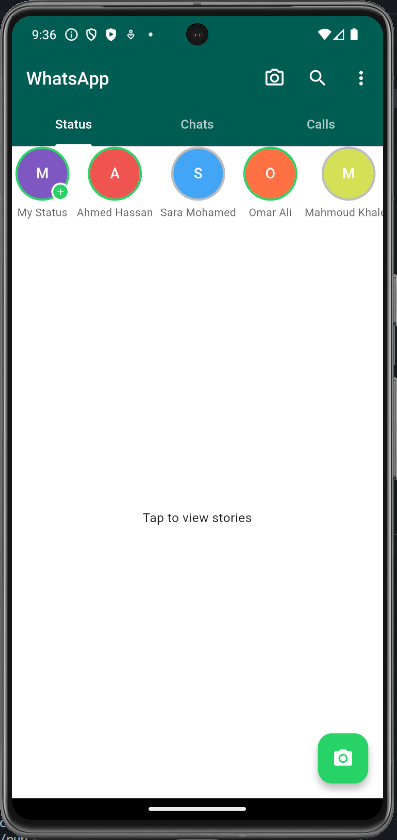 9:36
WhatsApp
Status Chats Calls
M A S O M
My Status Ahmed Hassan Sara Mohamed Omar Ali Mahmoud Khale
Tap to view stories